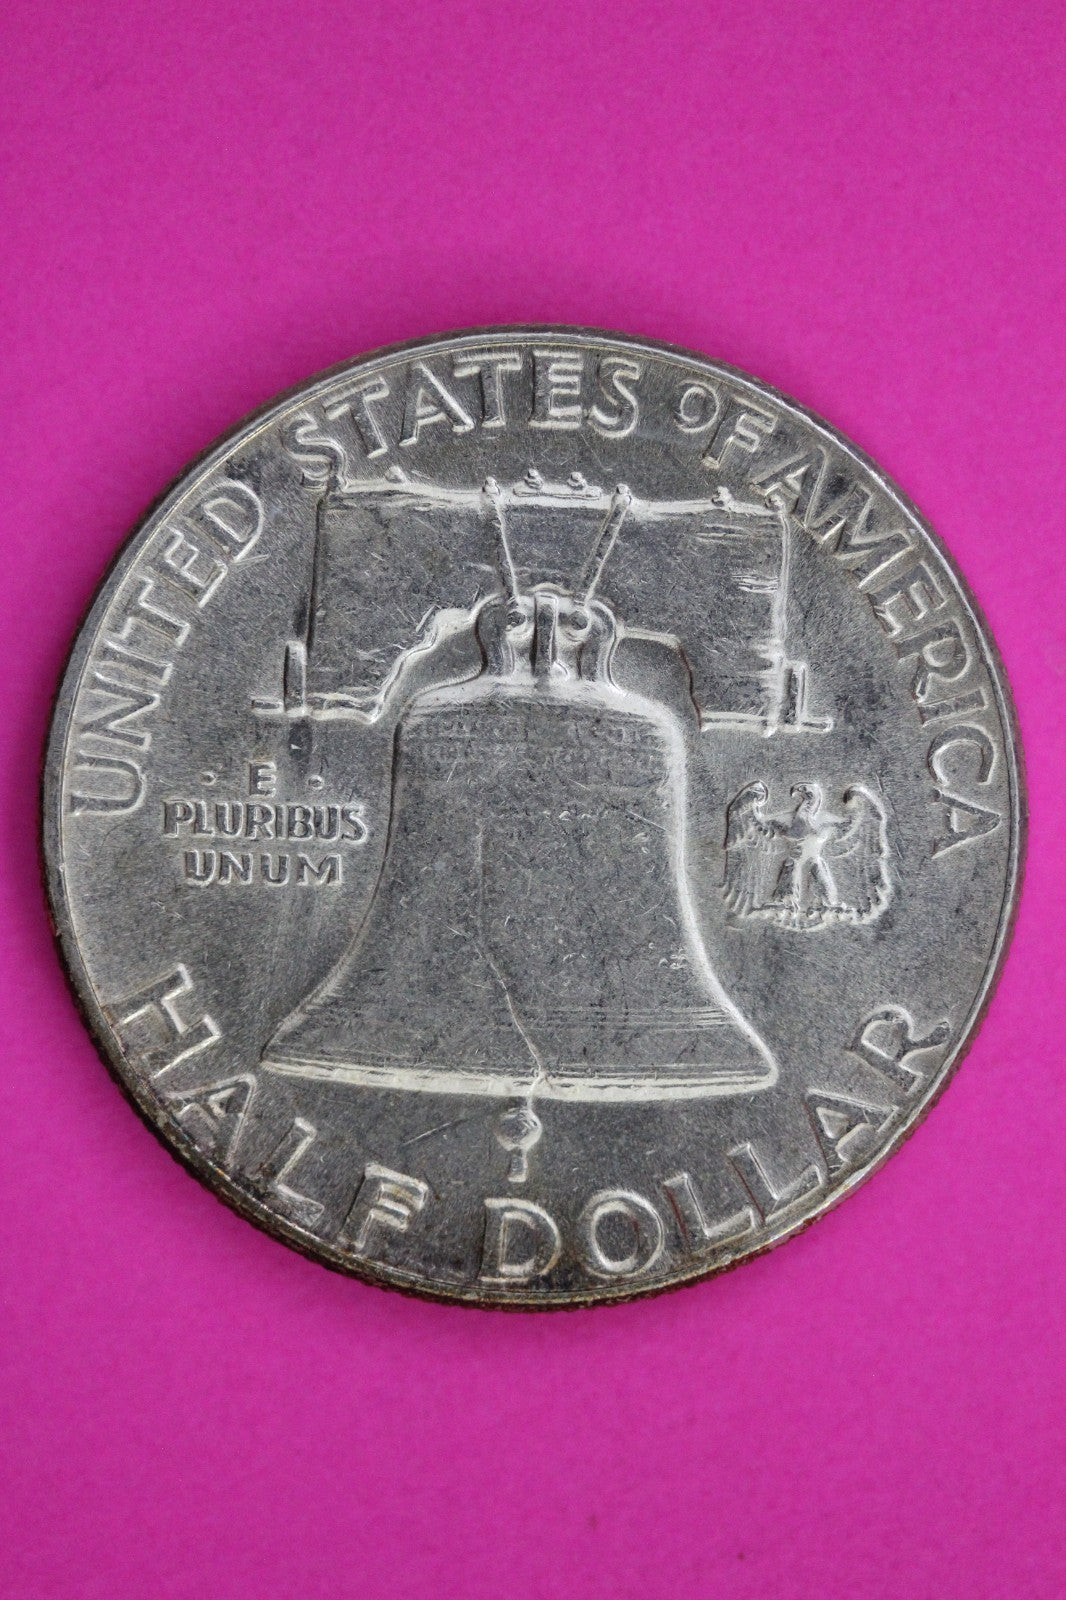 UNITED STATES OF AMERICA
· E ·
PLURIBUS
UNUM
HALF DOLLAR